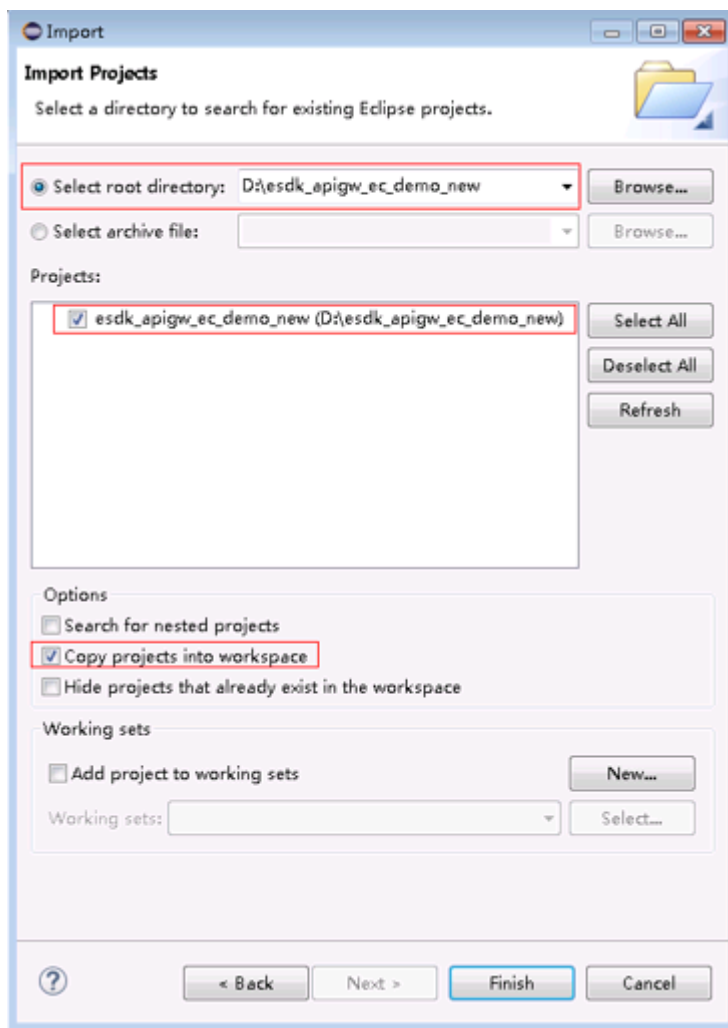 Import
Import Projects
Select a directory to search for existing Eclipse projects.
Select root directory: D:\esdk_apigw_ec_demo_new Browse...
Select archive file: Browse...
Projects:
esdk_apigw_ec_demo_new (D:\esdk_apigw_ec_demo_new)
Select All
Deselect All
Refresh
Options
Search for nested projects
Copy projects into workspace
Hide projects that already exist in the workspace
Working sets
Add project to working sets New...
Working sets: Select...
? < Back Next > Finish Cancel